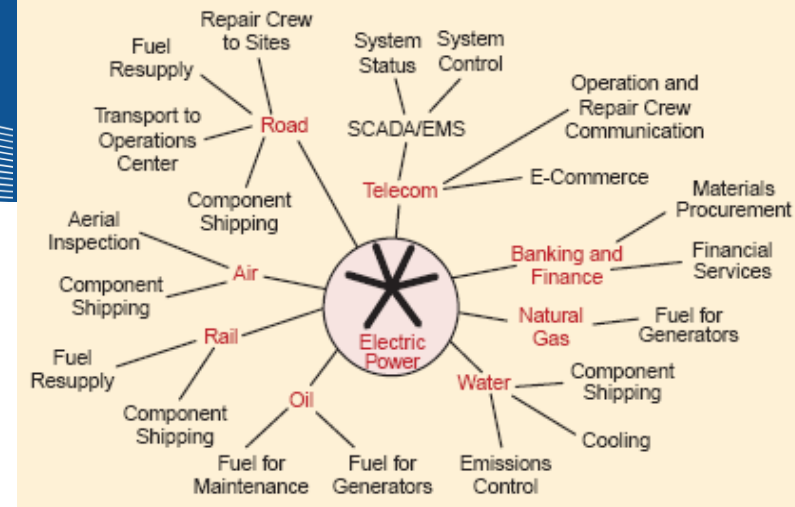 Repair Crew
to Sites
Fuel
Resupply
Transport to
Operations
Center
Road
Component
Shipping
System
Status
System
Control
SCADA/EMS
Telecom
Operation and
Repair Crew
Communication
E-Commerce
Materials
Procurement
Banking and
Finance
Financial
Services
Aerial
Inspection
Air
Component
Shipping
Rail
Fuel
Resupply
Component
Shipping
Electric
Power
Natural
Gas
Fuel for
Generators
Water
Component
Shipping
Cooling
Emissions
Control
Oil
Fuel for
Maintenance
Fuel for
Generators